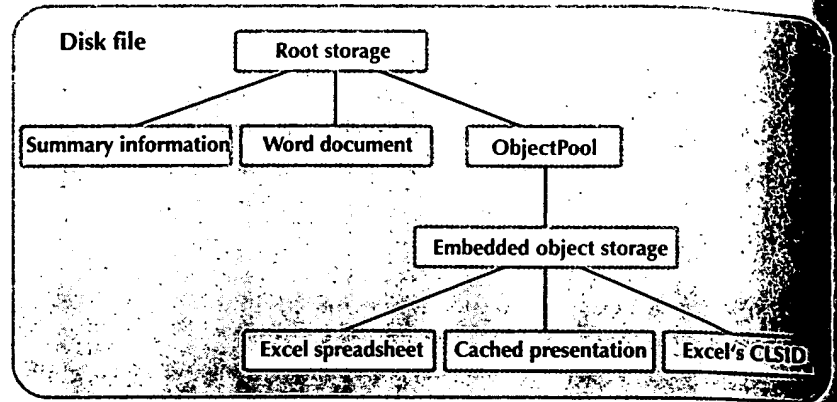 Disk file
Root storage
Summary information
Word document
ObjectPool
Embedded object storage
Excel spreadsheet
Cached presentation
Excel's CLSID